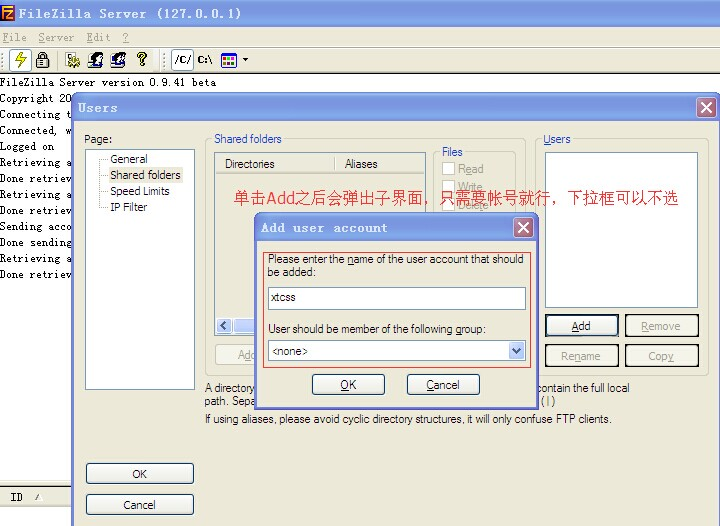 FileZilla Server (127.0.0.1)
File Server Edit ?
/C/ C:\
FileZilla Server version 0.9.41 beta
Copyright 20
Connecting t
Connected, w
Logged on
Retrieving a
Done retriev
Retrieving a
Done retriev
Sending acco
Done sending
Retrieving a
Done retriev
ID /
Users
Page:
General
Shared folders
Speed Limits
IP Filter
OK
Cancel
Shared folders
Directories Aliases
Files
Read
Write
Delete
单击Add之后会弹出子界面，只需要帐号就行，下拉框可以不选
Add user account
Please enter the name of the user account that should
be added:
xtcss
User should be member of the following group:
<none>
OK Cancel
Users
Add Remove
Rename Copy
A directory
contain the full local
path. Sepa
(|)
If using aliases, please avoid cyclic directory structures, it will only confuse FTP clients.